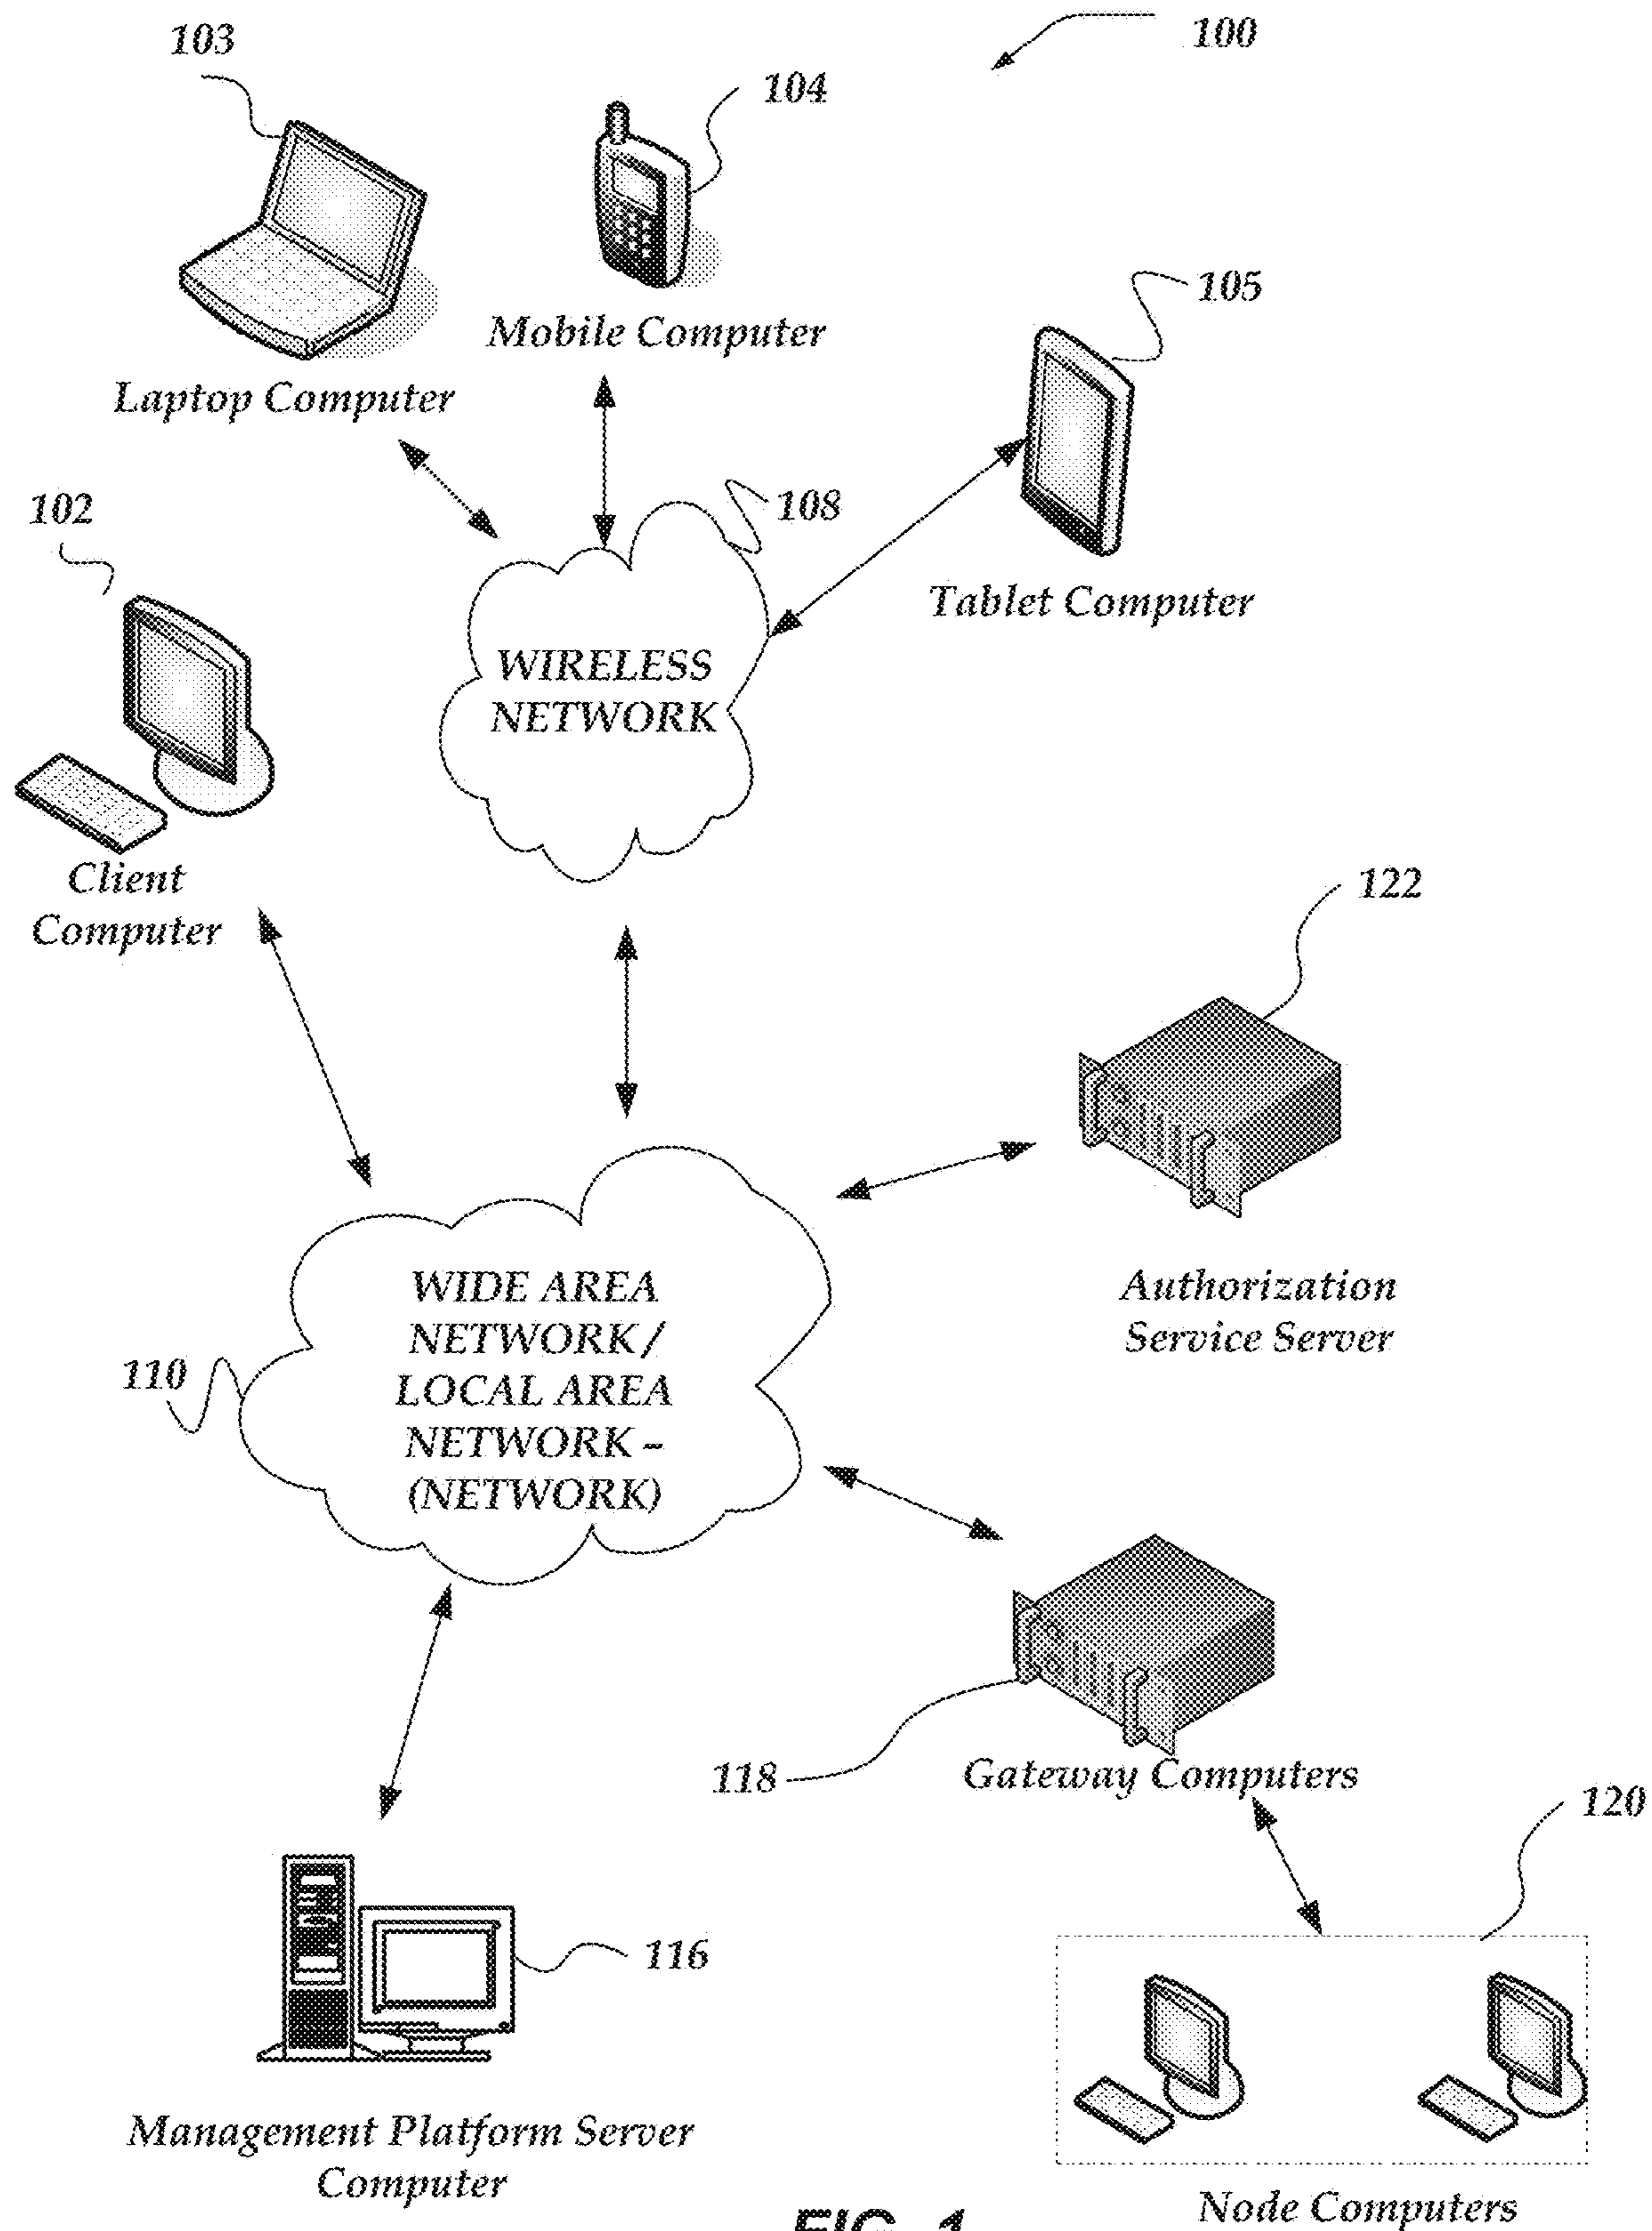 103
100
104
105
Mobile Computer
Laptop Computer
102
108
Tablet Computer
WIRELESS
NETWORK
Client
Computer
122
WIDE AREA
NETWORK /
LOCAL AREA
NETWORK –
(NETWORK)
110
Authorization
Service Server
118
Gateway Computers
120
116
Management Platform Server
Computer
Node Computers
FIG. 1